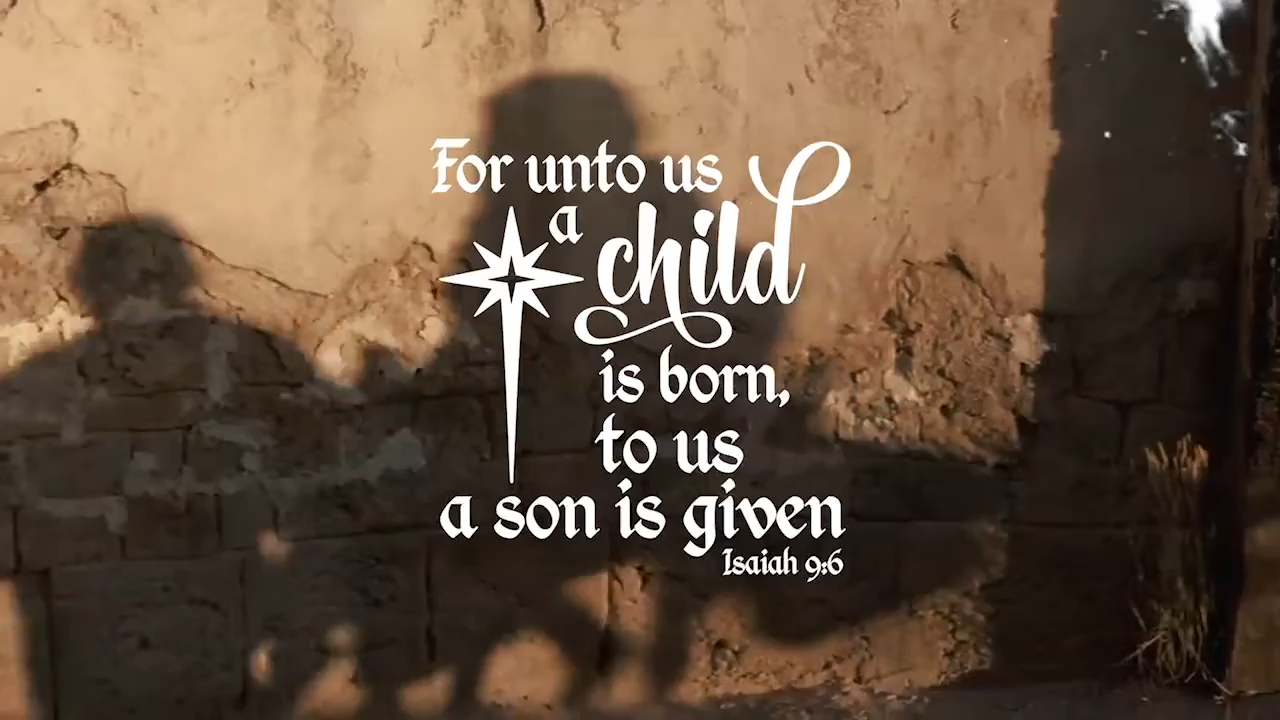 For unto us
a child
is born,
to us
a son is given
Isaiah 9:6